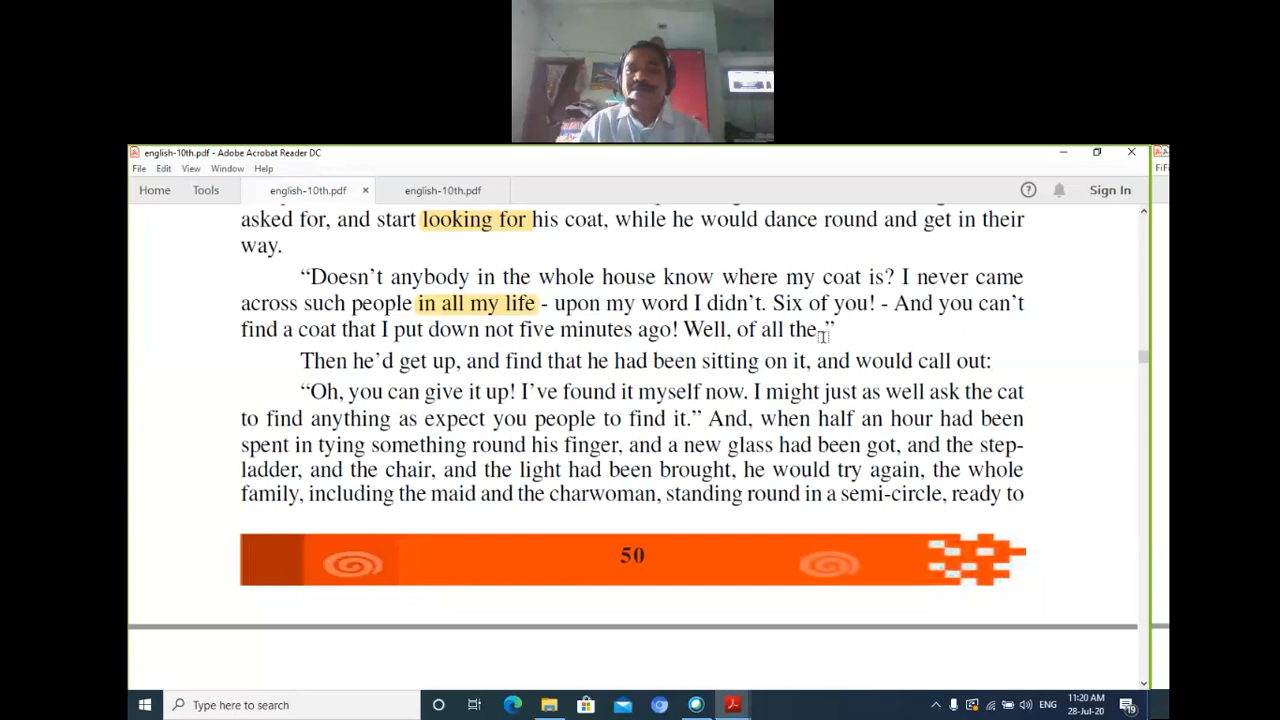 english-10th.pdf - Adobe Acrobat Reader DC
File Edit View Window Help
Home Tools english-10th.pdf × english-10th.pdf Sign In
asked for, and start looking for his coat, while he would dance round and get in their
way.
“Doesn’t anybody in the whole house know where my coat is? I never came
across such people in all my life - upon my word I didn’t. Six of you! - And you can’t
find a coat that I put down not five minutes ago! Well, of all the ”
Then he’d get up, and find that he had been sitting on it, and would call out:
“Oh, you can give it up! I’ve found it myself now. I might just as well ask the cat
to find anything as expect you people to find it.” And, when half an hour had been
spent in tying something round his finger, and a new glass had been got, and the step-
ladder, and the chair, and the light had been brought, he would try again, the whole
family, including the maid and the charwoman, standing round in a semi-circle, ready to
50
Type here to search
ENG
11:20 AM
28-Jul-20
19